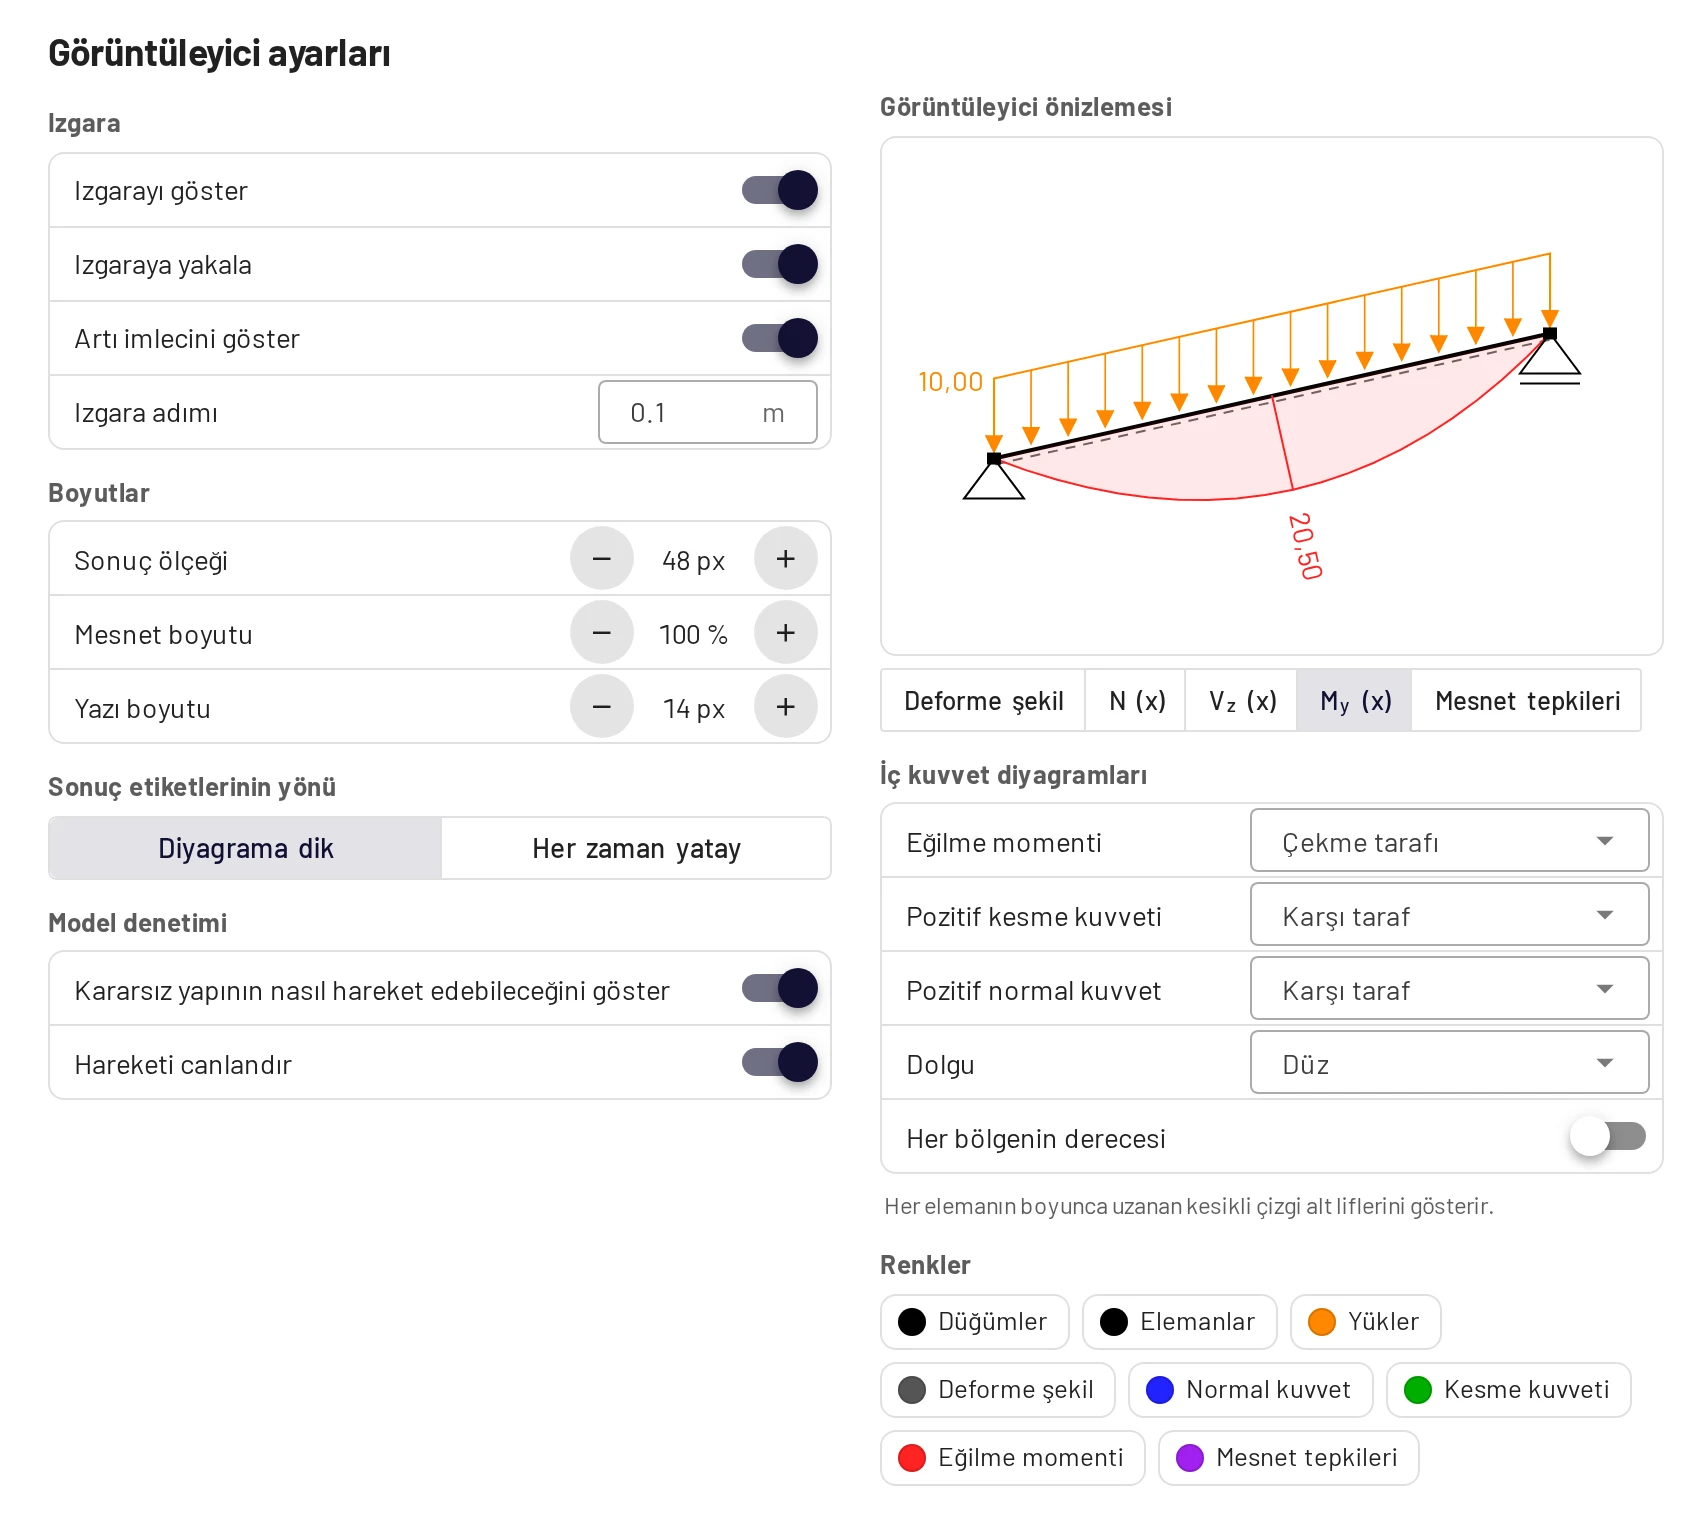 Görüntüleyici ayarları
Izgara
Izgarayı göster
Izgaraya yakala
Artı imlecini göster
Izgara adımı
0.1 m
Boyutlar
Sonuç ölçeği
− 48 px +
Mesnet boyutu
− 100 % +
Yazı boyutu
− 14 px +
Sonuç etiketlerinin yönü
Diyagrama dik
Her zaman yatay
Model denetimi
Kararsız yapının nasıl hareket edebileceğini göster
Hareketi canlandır
Görüntüleyici önizlemesi
10,00
20,50
Deforme şekil
N (x)
Vz (x)
My (x)
Mesnet tepkileri
İç kuvvet diyagramları
Eğilme momenti
Çekme tarafı
Pozitif kesme kuvveti
Karşı taraf
Pozitif normal kuvvet
Karşı taraf
Dolgu
Düz
Her bölgenin derecesi
Her elemanın boyunca uzanan kesikli çizgi alt liflerini gösterir.
Renkler
Düğümler
Elemanlar
Yükler
Deforme şekil
Normal kuvvet
Kesme kuvveti
Eğilme momenti
Mesnet tepkileri